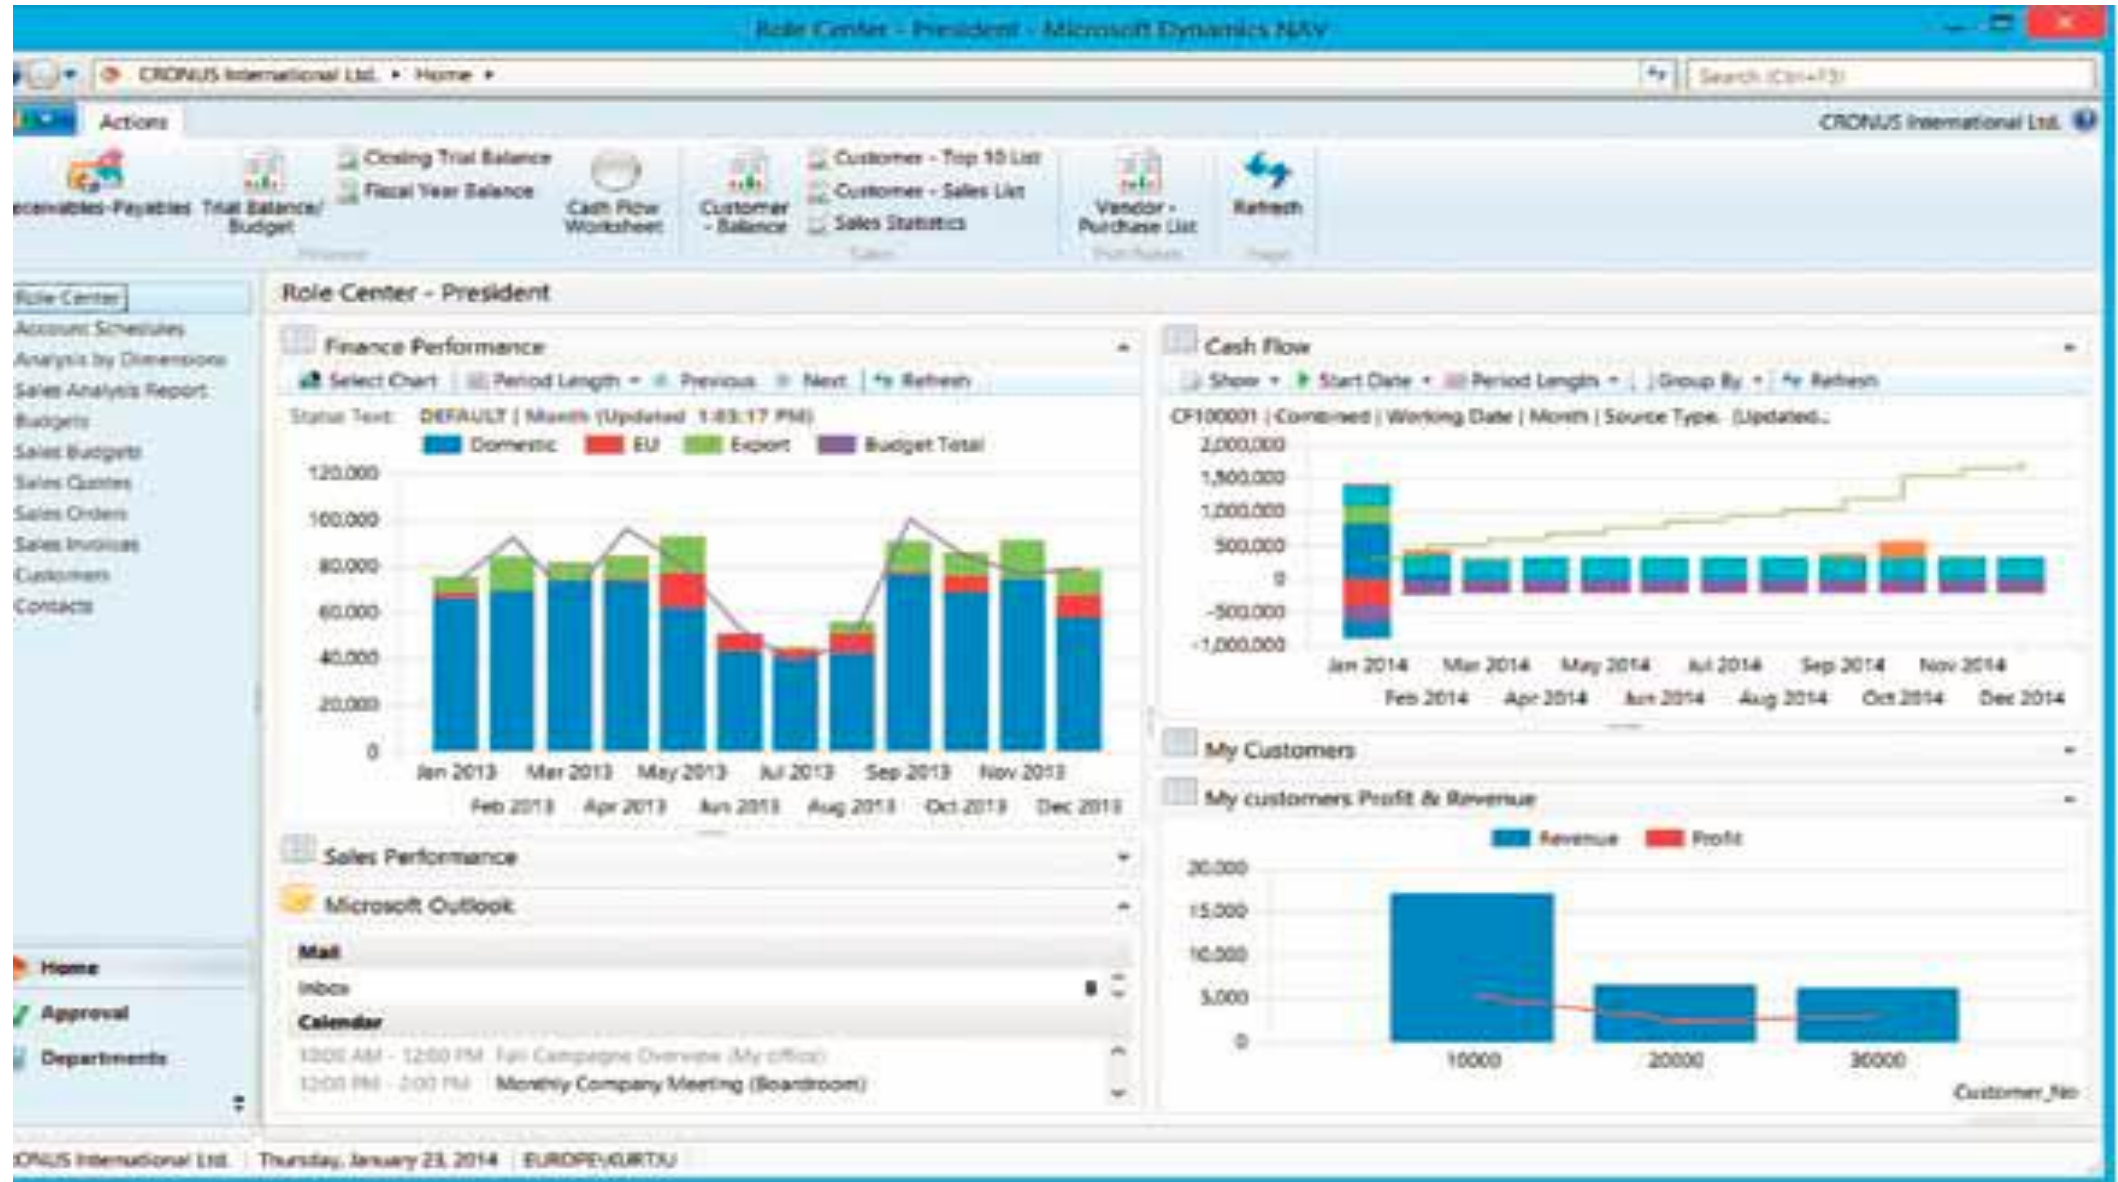 Role Center - President - Microsoft Dynamics NAV
CRONUS International Ltd. Home
Search (Ctrl+F3)
Actions
CRONUS International Ltd.
Closing Trial Balance
Fiscal Year Balance
Trial Balance/
Budget
Cash Flow
Worksheet
Customer
- Balance
Customer - Top 10 List
Customer - Sales List
Sales Statistics
Vendor -
Purchase List
Refresh
Sales
Role Center
Account Schedules
Analysis by Dimensions
Sales Analysis Report
Budgets
Sales Budgets
Sales Quotes
Sales Orders
Sales Invoices
Customers
Contacts
Home
Approval
Departments
Role Center - President
Finance Performance
Select Chart Period Length Previous Next Refresh
Status Text: DEFAULT | Month (Updated 1:03:17 PM)
Domestic EU Export Budget Total
120,000
100,000
80,000
60,000
40,000
20,000
0
Jan 2013 Mar 2013 May 2013 Jul 2013 Sep 2013 Nov 2013
Feb 2013 Apr 2013 Jun 2013 Aug 2013 Oct 2013 Dec 2013
Sales Performance
Microsoft Outlook
Mail
Inbox
Calendar
10:00 AM - 12:00 PM Fall Campagne Overview (My office)
12:00 PM - 2:00 PM Monthly Company Meeting (Boardroom)
Cash Flow
Show Start Date Period Length Group By Refresh
CF100001 | Combined | Working Date | Month | Source Type. (Updated...
2,000,000
1,500,000
1,000,000
500,000
0
-500,000
-1,000,000
Jan 2014 Mar 2014 May 2014 Jul 2014 Sep 2014 Nov 2014
Feb 2014 Apr 2014 Jun 2014 Aug 2014 Oct 2014 Dec 2014
My Customers
My customers Profit & Revenue
Revenue Profit
20,000
15,000
10,000
5,000
0
10000 20000 30000
Customer_No
International Ltd. Thursday, January 23, 2014